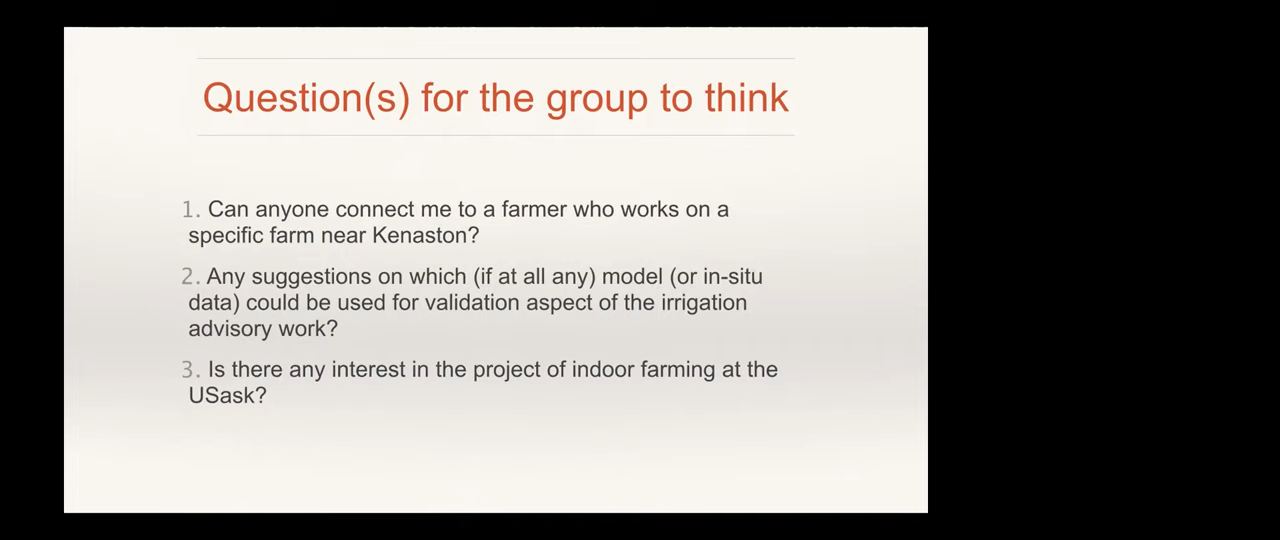 Question(s) for the group to think
1. Can anyone connect me to a farmer who works on a
specific farm near Kenaston?
2. Any suggestions on which (if at all any) model (or in-situ
data) could be used for validation aspect of the irrigation
advisory work?
3. Is there any interest in the project of indoor farming at the
USask?